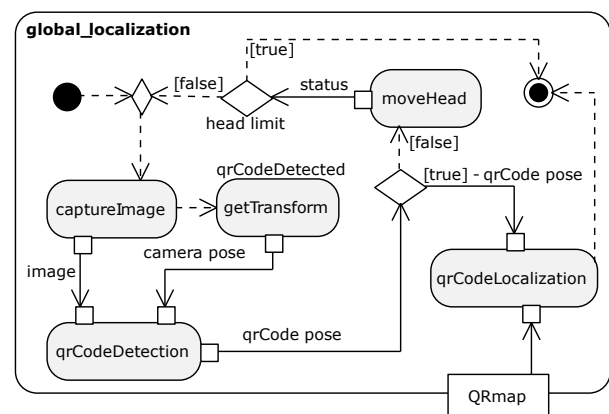 global_localization
[true]
[false]
status
moveHead
head limit
[false]
qrCodeDetected
[true] - qrCode pose
captureImage
getTransform
camera pose
image
qrCodeLocalization
qrCode pose
qrCodeDetection
QRmap